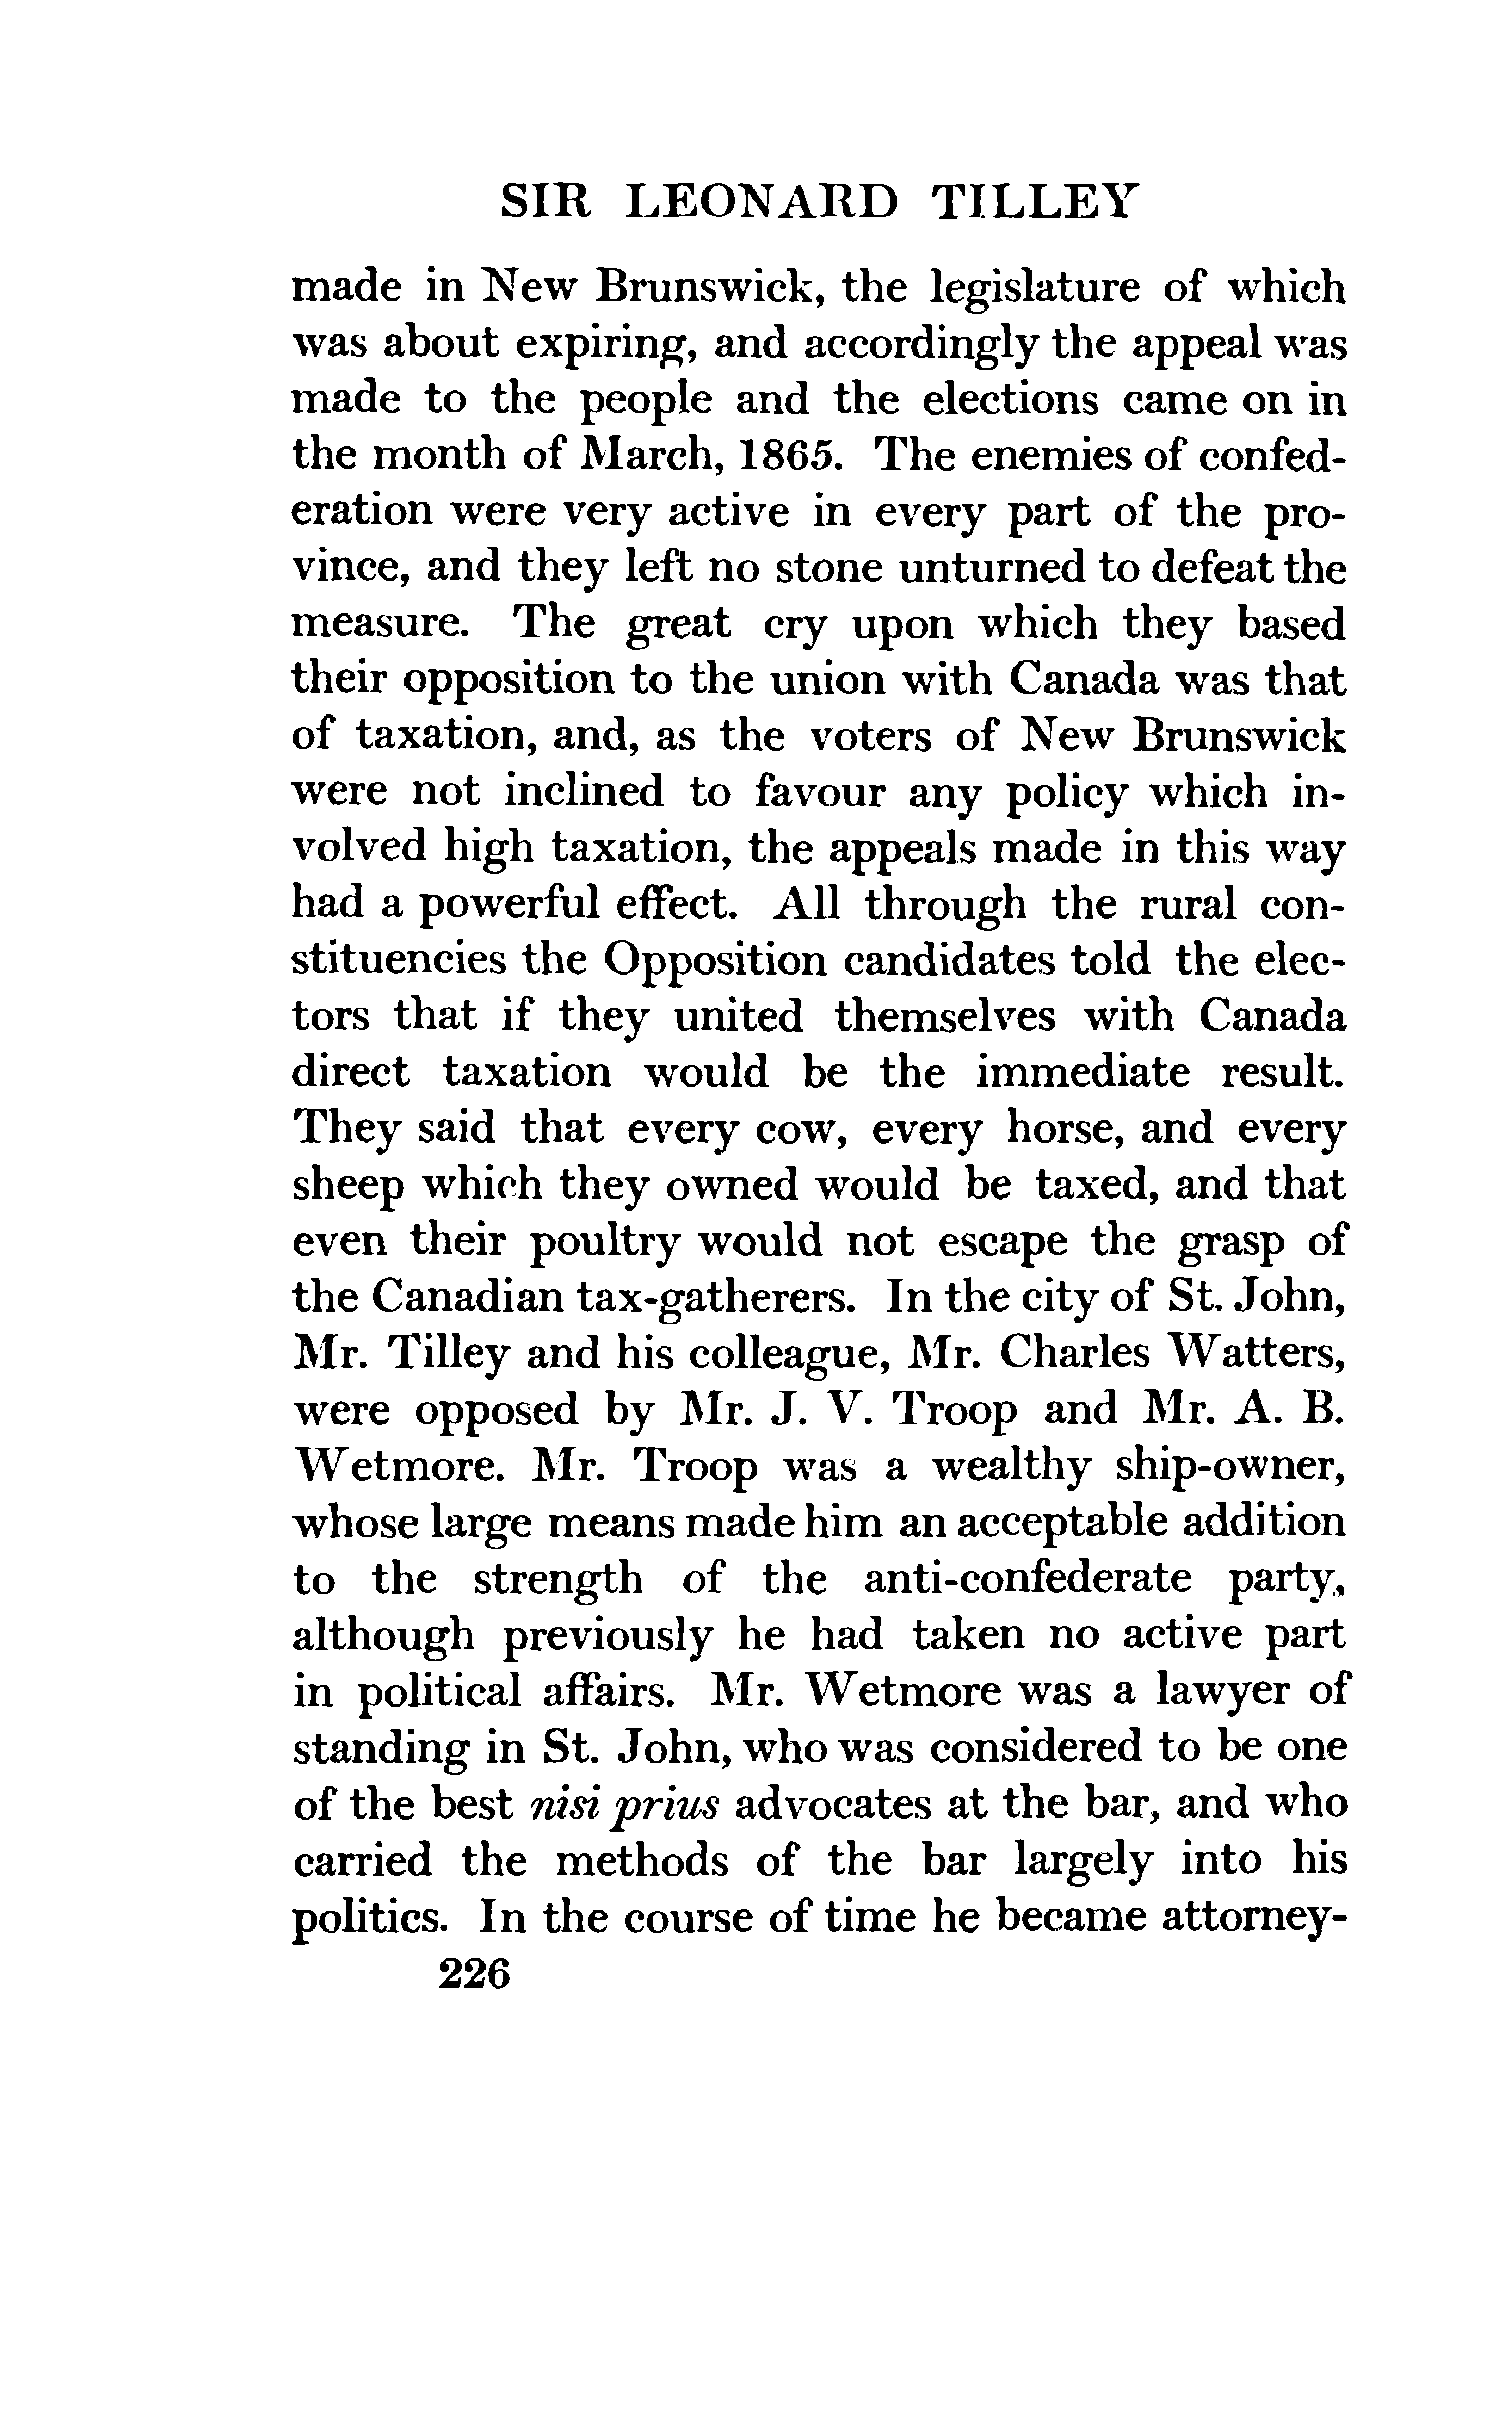 SIR LEONARD TILLEY
made in New Brunswick, the legislature of which
was about expiring, and accordingly the appeal was
made to the people and the elections came on in
the month of March, 1865. The enemies of confed-
eration were very active in every part of the pro-
vince, and they left no stone unturned to defeat the
measure. The great cry upon which they based
their opposition to the union with Canada was that
of taxation, and, as the voters of New Brunswick
were not inclined to favour any policy which in-
volved high taxation, the appeals made in this way
had a powerful effect. All through the rural con-
stituencies the Opposition candidates told the elec-
tors that if they united themselves with Canada
direct taxation would be the immediate result.
They said that every cow, every horse, and every
sheep which they owned would be taxed, and that
even their poultry would not escape the grasp of
the Canadian tax-gatherers. In the city of St. John,
Mr. Tilley and his colleague, Mr. Charles Watters,
were opposed by Mr. J. V. Troop and Mr. A. B.
Wetmore. Mr. Troop was a wealthy ship-owner,
whose large means made him an acceptable addition
to the strength of the anti-confederate party,
although previously he had taken no active part
in political affairs. Mr. Wetmore was a lawyer of
standing in St. John, who was considered to be one
of the best nisi prius advocates at the bar, and who
carried the methods of the bar largely into his
politics. In the course of time he became attorney-
226